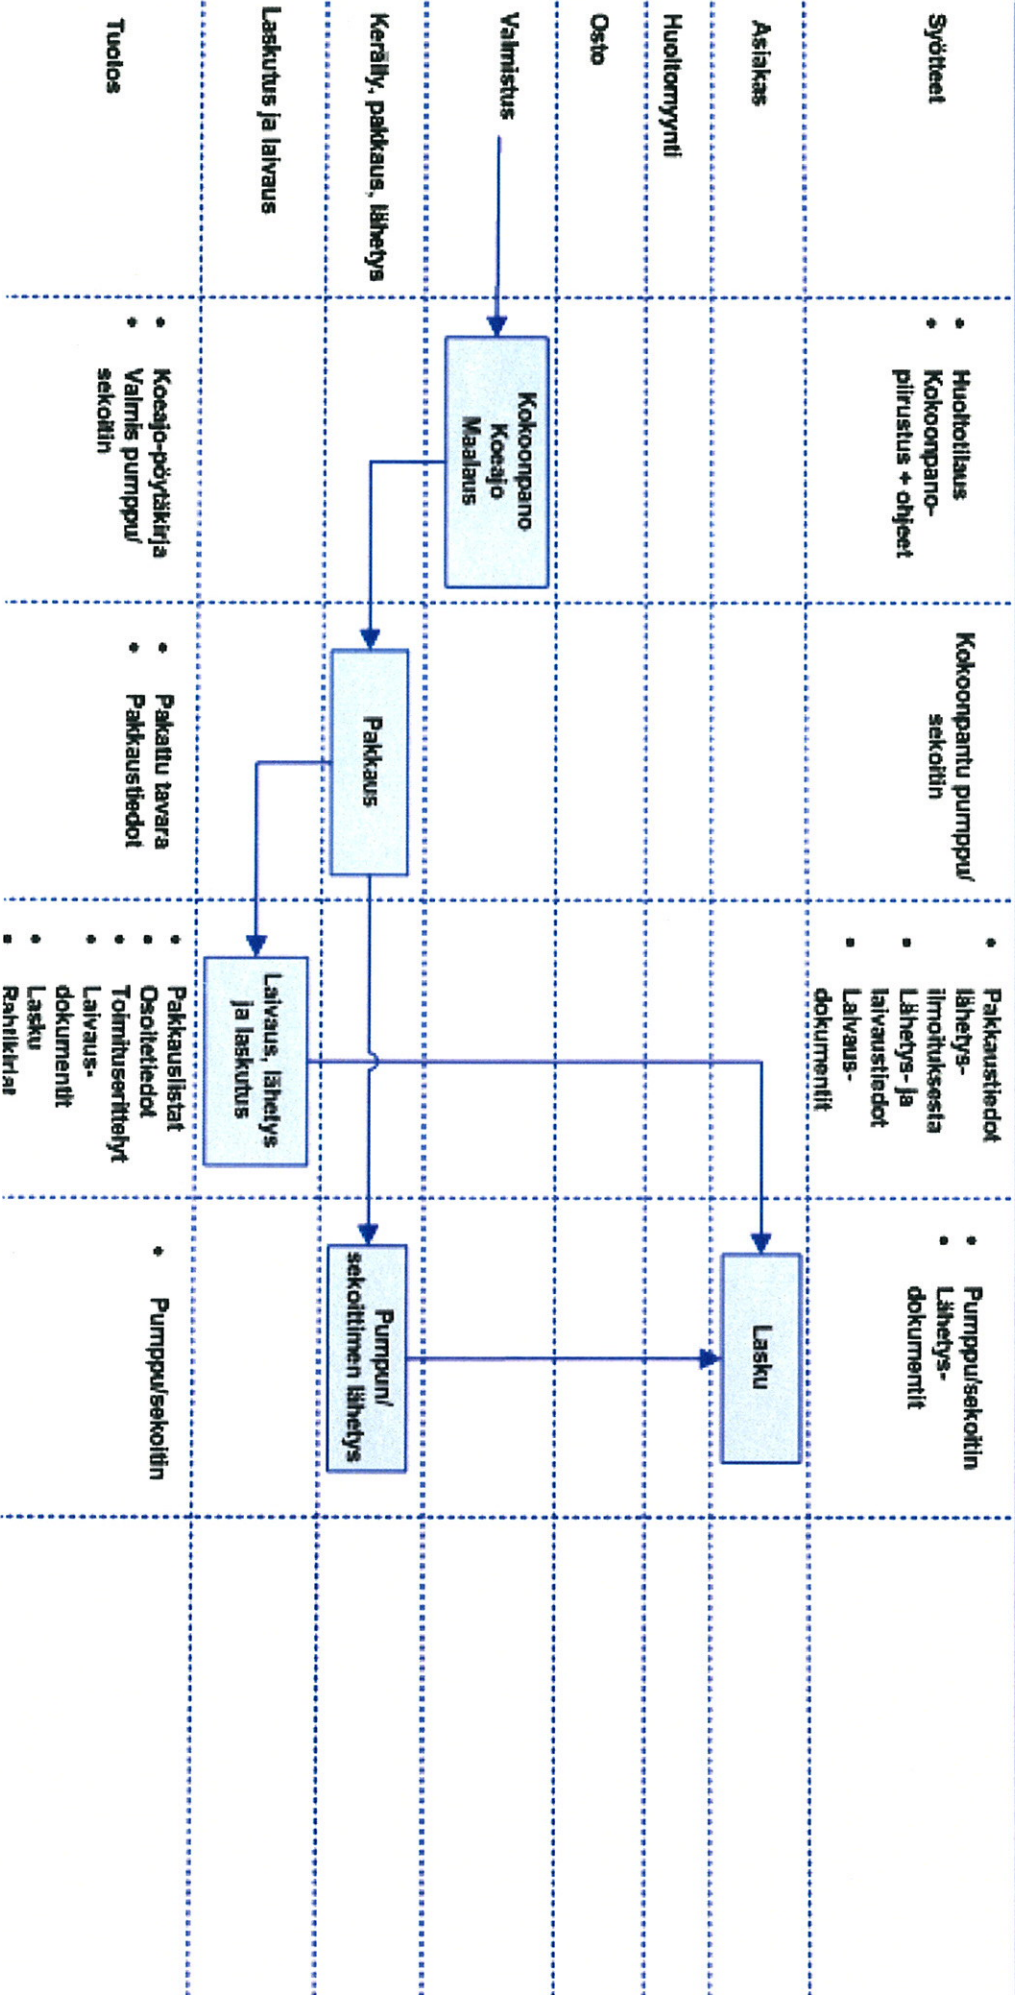 Syötteet
Huoltotilaus
Kokoonpano-
piirustus + ohjeet
Kokoonpantu pumppu/
sekoitin
Pakkaustiedot
lähetys-
ilmoituksesta
Lähetys- ja
laivaustiedot
Laivaus-
dokumentit
Pumppu/sekoitin
Lähetys-
dokumentit
Asiakas
Lasku
Huoltomyynti
Osto
Valmistus
Kokoonpano
Koeajo
Maalaus
Keräily, pakkaus, lähetys
Pakkaus
Pumpun/
sekoittimen lähetys
Laskutus ja laivaus
Laivaus, lähetys
ja laskutus
Tuolos
Koeajo-pöytäkirja
Valmis pumppu/
sekoitin
Pakattu tavara
Pakkaustiedot
Pakkauslistat
Osoitetiedot
Toimituserittelyt
Laivaus-
dokumentit
Lasku
Rahtikirjat
Pumppu/sekoitin